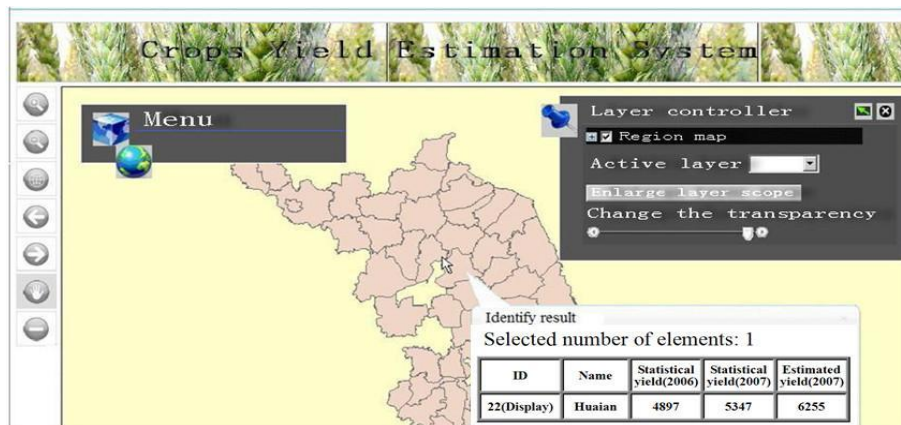 Crops Yield Estimation System
Menu
Layer controller
Region map
Active layer
Enlarge layer scope
Change the transparency
Identify result
Selected number of elements: 1
ID Name Statistical yield(2006) Statistical yield(2007) Estimated yield(2007)
22(Display) Huaian 4897 5347 6255